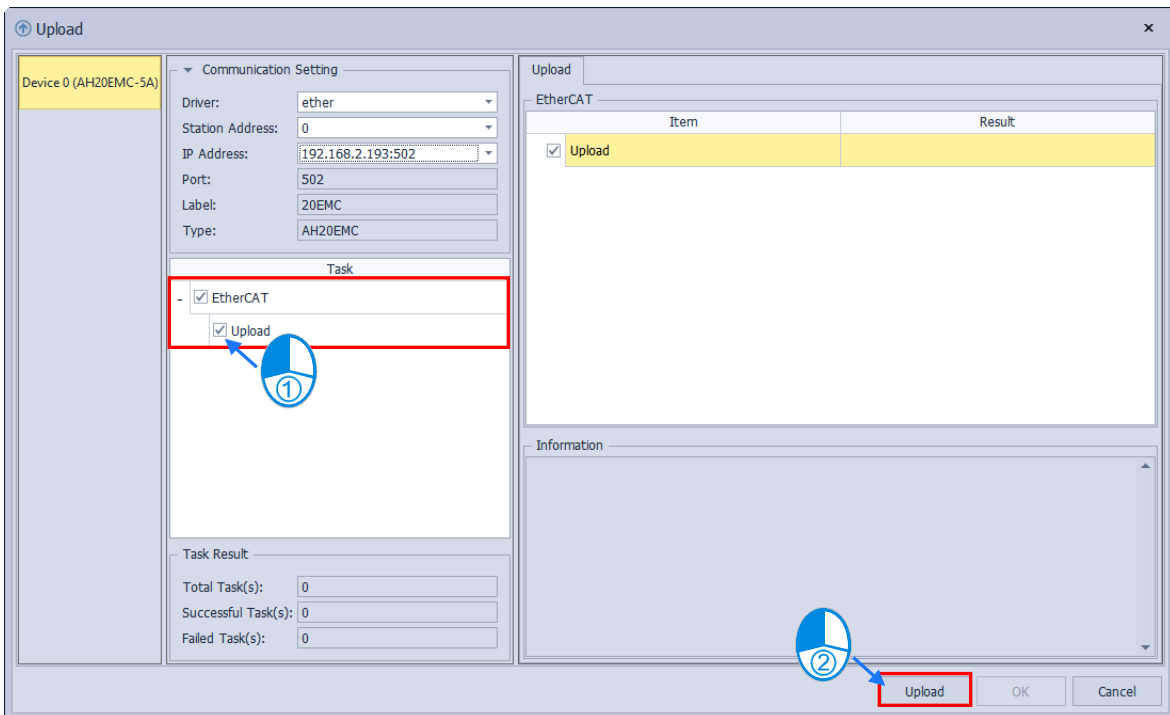 Upload
Device 0 (AH20EMC-5A)
Communication Setting
Driver: ether
Station Address: 0
IP Address: 192.168.2.193:502
Port: 502
Label: 20EMC
Type: AH20EMC
Task
EtherCAT
Upload
①
Task Result
Total Task(s): 0
Successful Task(s): 0
Failed Task(s): 0
Upload
EtherCAT
Item Result
Upload
Information
②
Upload OK Cancel